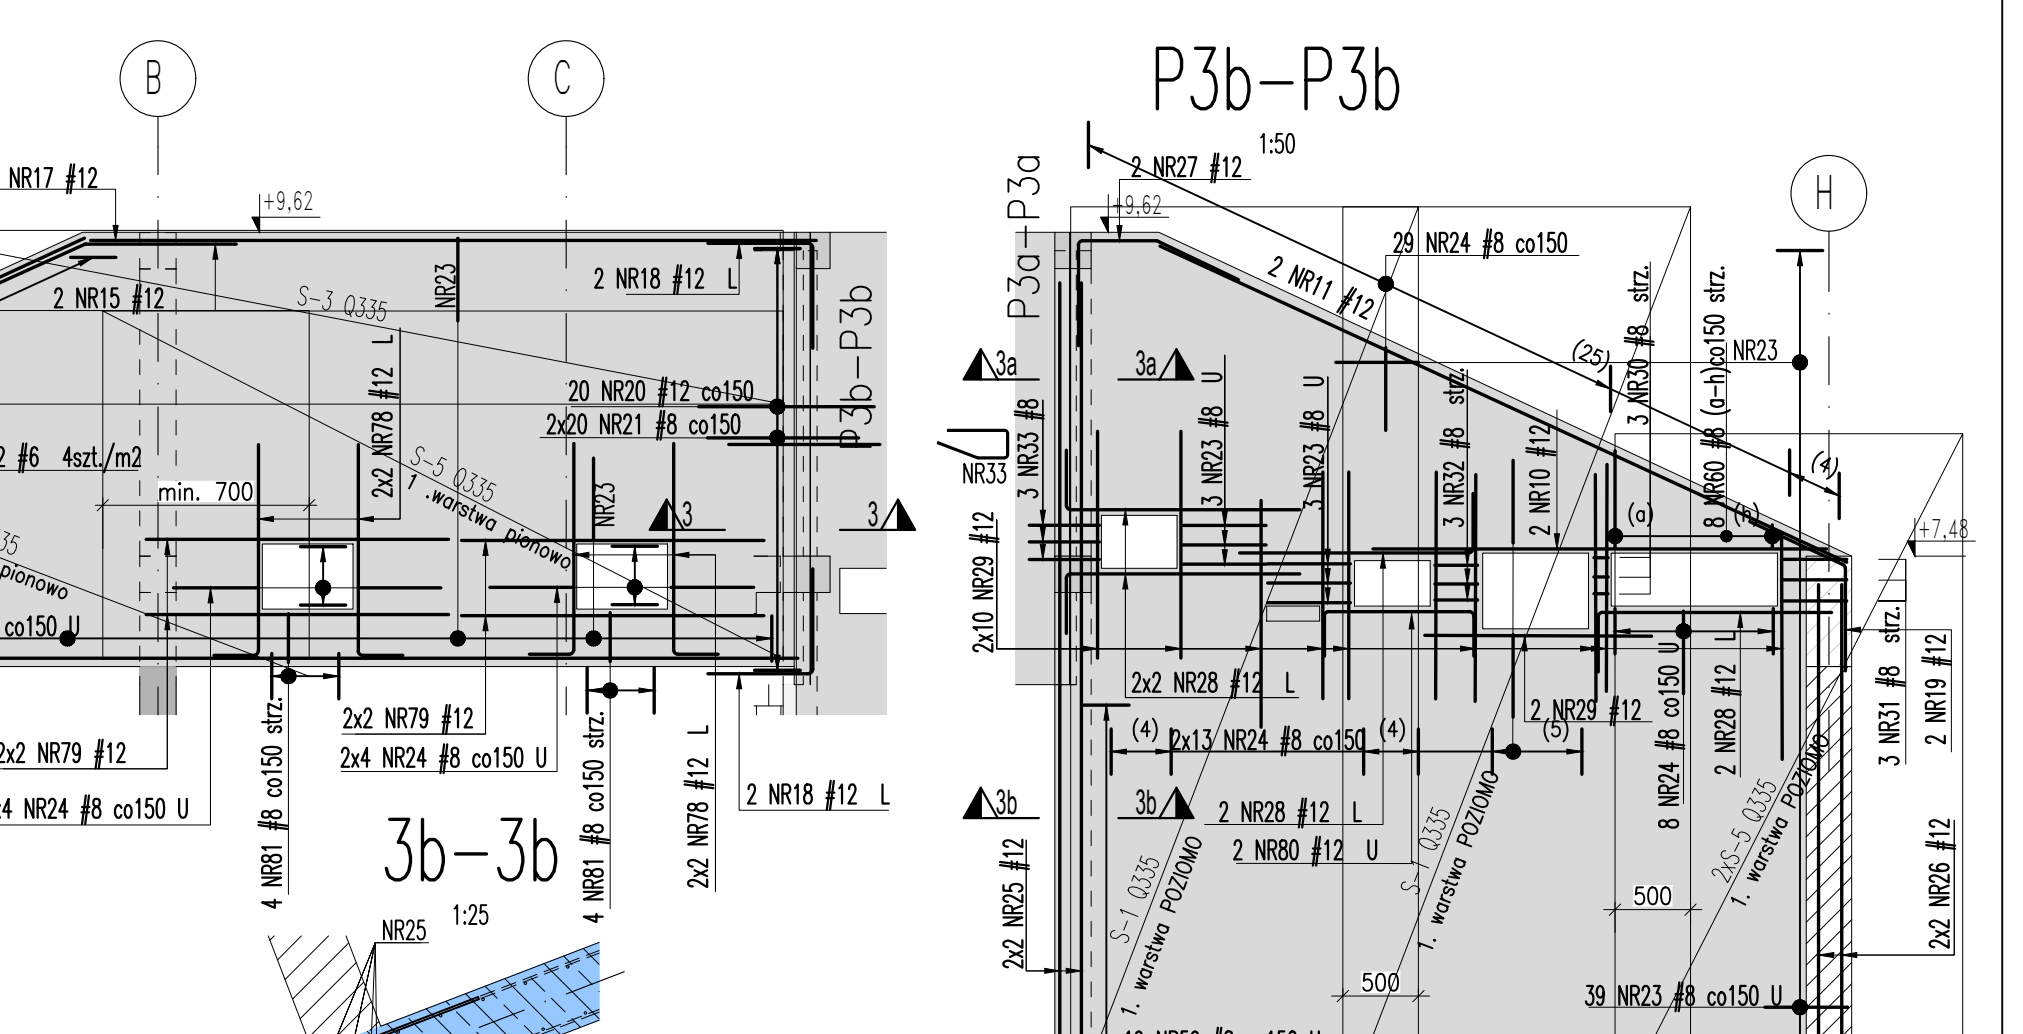 B
C
P3b-P3b
1:50
H
NR17 #12
+9,62
2 NR15 #12
S-3 Q335
NR23
2 NR18 #12 L
P3b-P3b
2x2 NR78 #12 L
20 NR20 #12 co150
2x20 NR21 #8 co150
#6 4szt./m2
min. 700
S-5 Q335
1 .warstwa pionowo
NR23
3
3
35
pionowo
co150 U
2x2 NR79 #12
2x4 NR24 #8 co150 U
2x2 NR79 #12
4 NR24 #8 co150 U
4 NR81 #8 co150 strz.
4 NR81 #8 co150 strz.
2x2 NR78 #12 L
2 NR18 #12 L
3b-3b
1:25
NR25
P3a-P3a
2 NR27 #12
+9,62
29 NR24 #8 co150
2 NR11 #12
(25)
3 NR30 #8 strz.
8 NR60 #8 (a-h)co150 strz.
NR23
(4)
3a
3a
NR33
3 NR33 #8
3 NR23 #8 U
3 NR23 #8 U
3 NR32 #8 strz.
2 NR10 #12
(a)
(h)
+7,48
2x10 NR29 #12
2x2 NR28 #12 L
2 NR29 #12
(4)
2x13 NR24 #8 co150
(4)
(5)
8 NR24 #8 co150 U
2 NR28 #12 L
3 NR31 #8 strz.
2 NR19 #12
3b
3b
2 NR28 #12 L
2 NR80 #12 U
2x2 NR25 #12
S-1 Q335
1. warstwa POZIOMO
S-1 Q335
1. warstwa POZIOMO
2xS-5 Q335
1. warstwa POZIOMO
500
500
2x2 NR26 #12
39 NR23 #8 co150 U